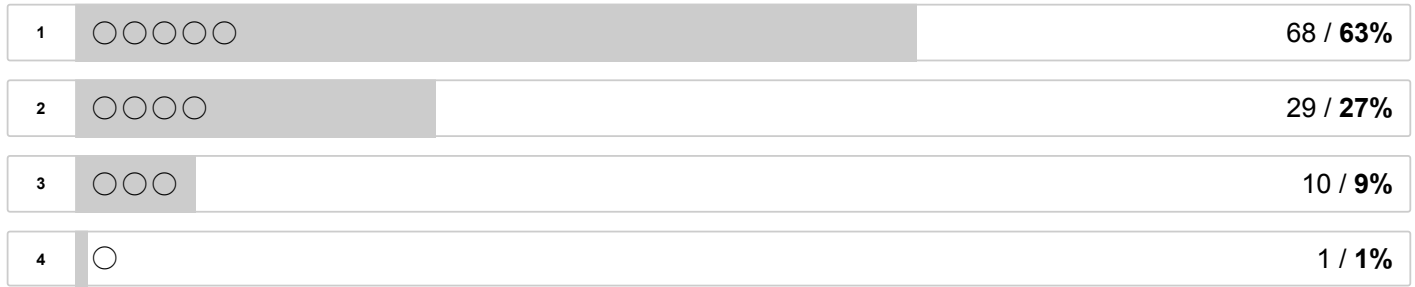 1 ○○○○○ 68 / 63%
2 ○○○○ 29 / 27%
3 ○○○ 10 / 9%
4 ○ 1 / 1%